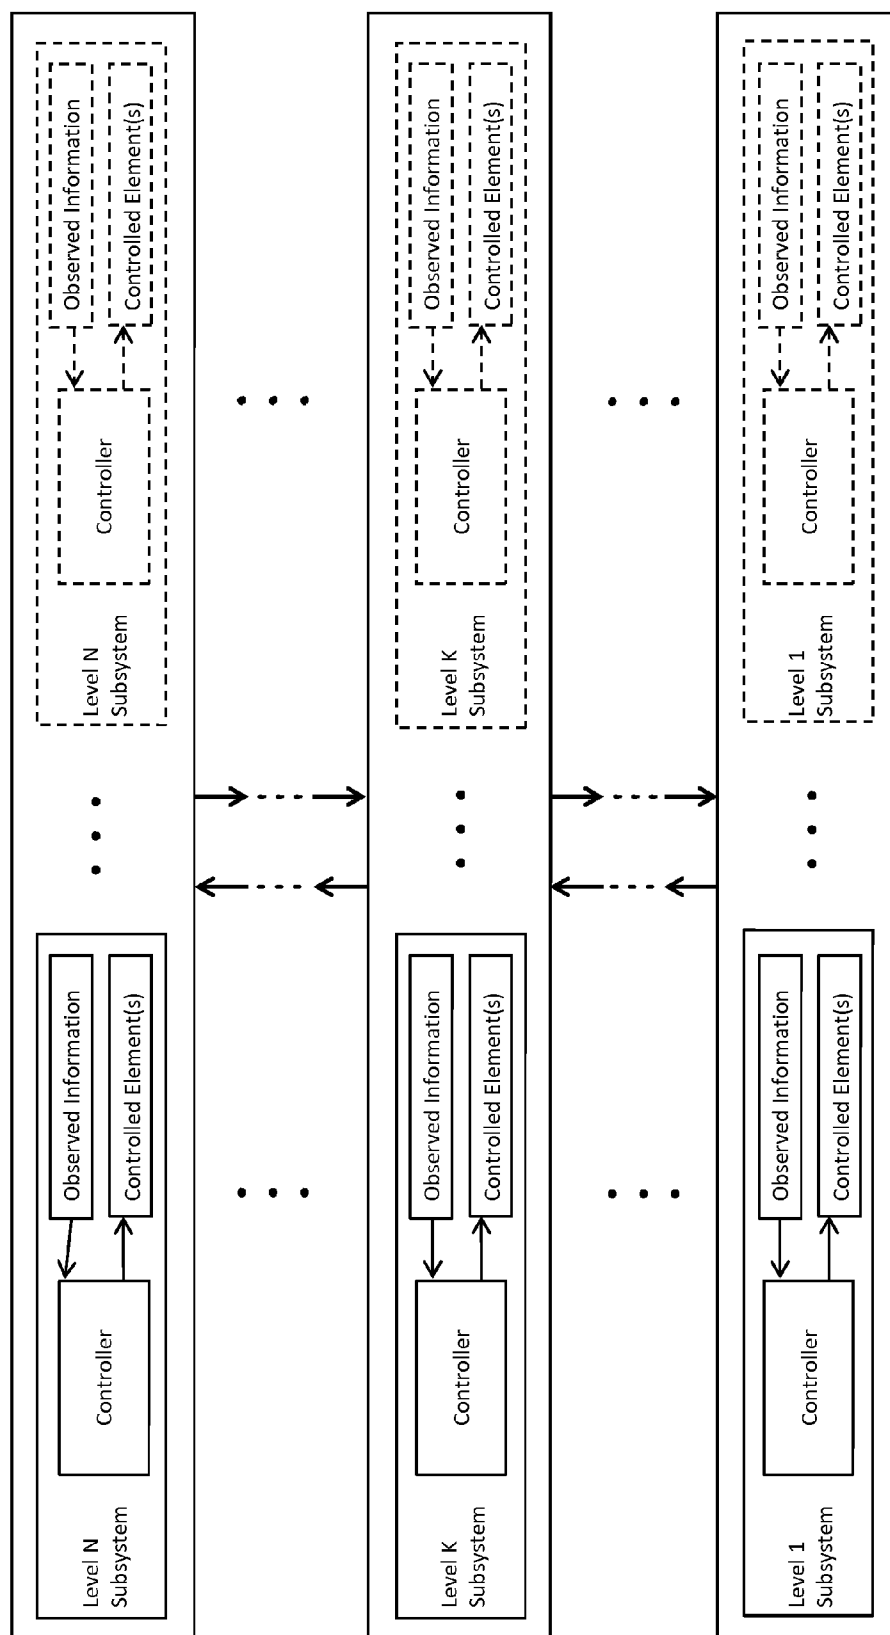 Level N
Subsystem
Controller
Observed Information
Controlled Element(s)
Level N
Subsystem
Controller
Observed Information
Controlled Element(s)
Level K
Subsystem
Controller
Observed Information
Controlled Element(s)
Level K
Subsystem
Controller
Observed Information
Controlled Element(s)
Level 1
Subsystem
Controller
Observed Information
Controlled Element(s)
Level 1
Subsystem
Controller
Observed Information
Controlled Element(s)